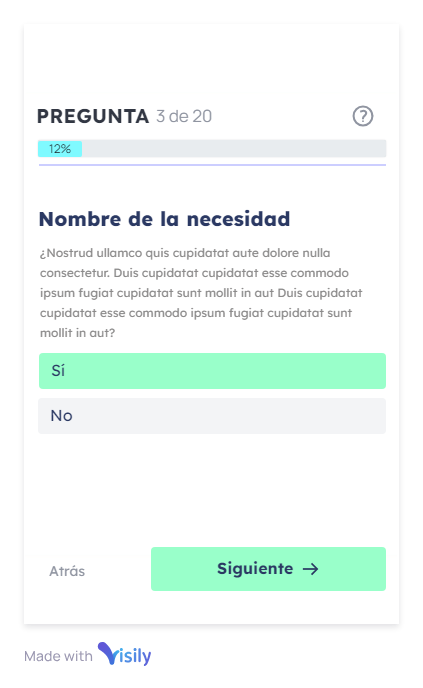 PREGUNTA 3 de 20
12%
Nombre de la necesidad
¿Nostrud ullamco quis cupidatat aute dolore nulla
consectetur. Duis cupidatat cupidatat esse commodo
ipsum fugiat cupidatat sunt mollit in aut Duis cupidatat
cupidatat esse commodo ipsum fugiat cupidatat sunt
mollit in aut?
Sí
No
Atrás
Siguiente →
Made with Visily